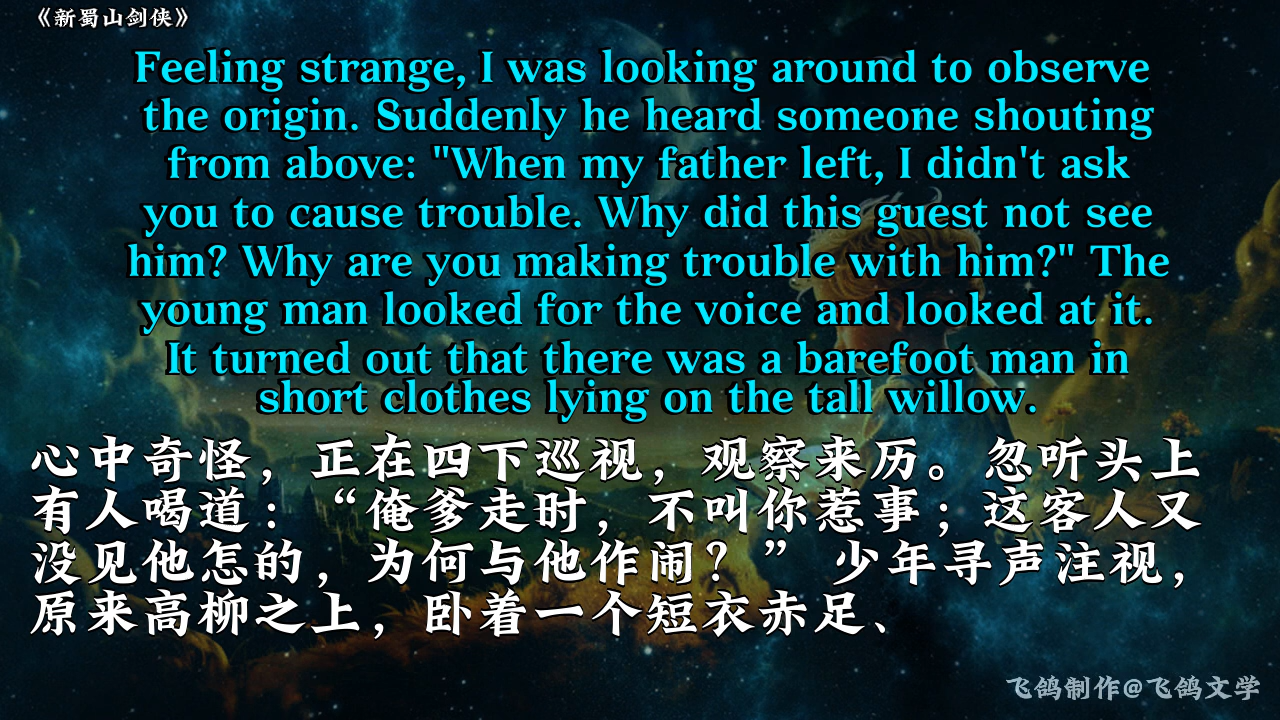 《新蜀山剑侠》
Feeling strange, I was looking around to observe
the origin. Suddenly he heard someone shouting
from above: "When my father left, I didn't ask
you to cause trouble. Why did this guest not see
him? Why are you making trouble with him?" The
young man looked for the voice and looked at it.
It turned out that there was a barefoot man in
short clothes lying on the tall willow.
心中奇怪，正在四下巡视，观察来历。忽听头上
有人喝道：“俺爹走时，不叫你惹事；这客人又
没见他怎的，为何与他作闹？” 少年寻声注视，
原来高柳之上，卧着一个短衣赤足、
飞鸽制作@飞鸽文学